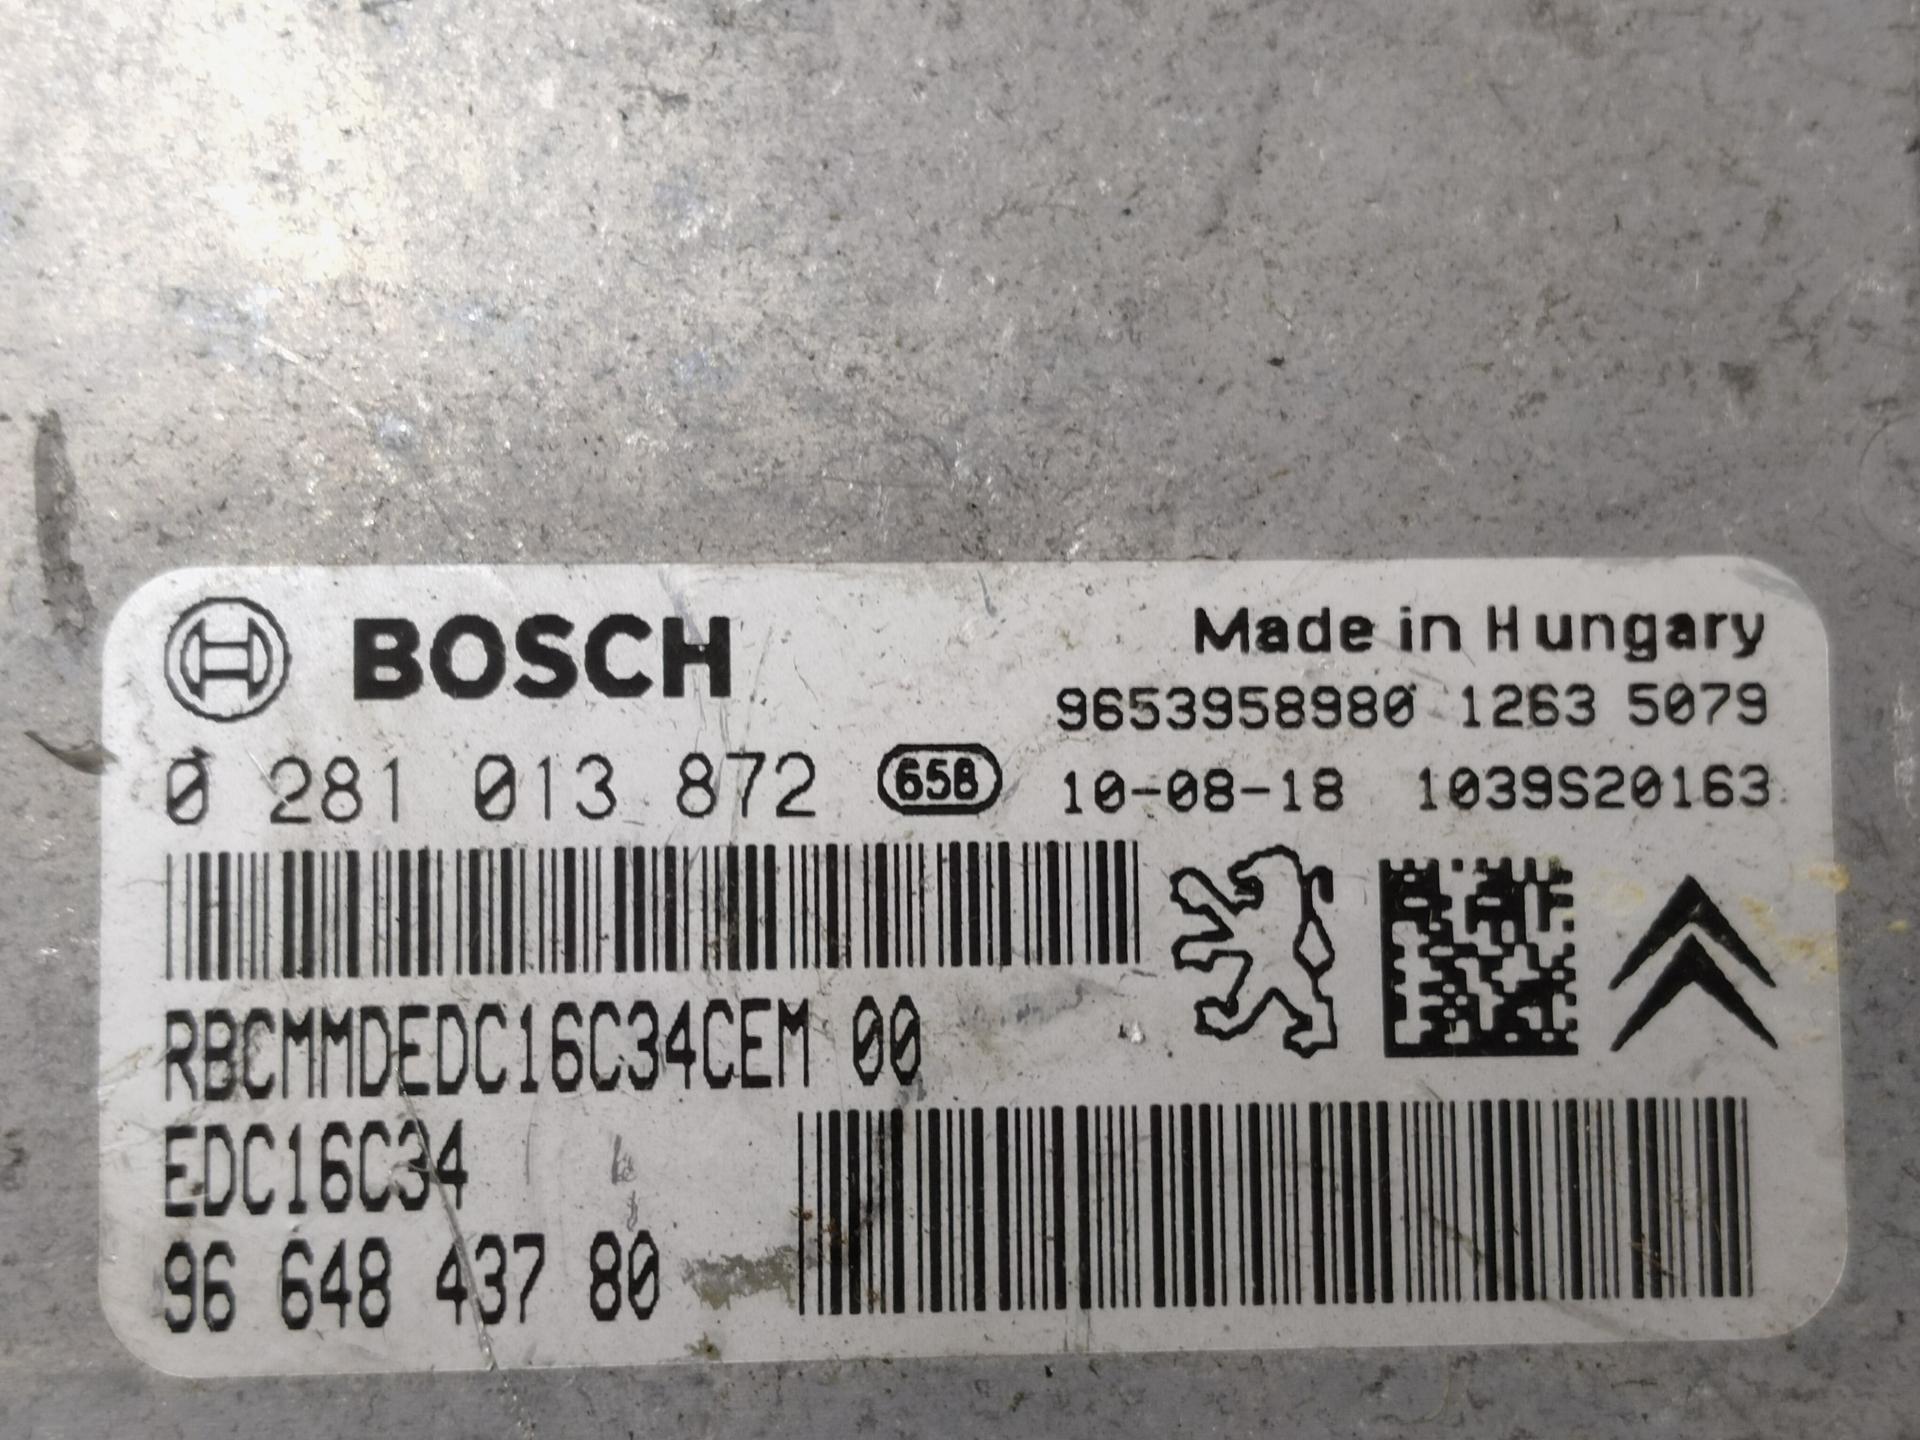 BOSCH
Made in Hungary
9653958980 1263 5079
0 281 013 872 658 10-08-18 1039S20163
RBCMMDEDC16C34CEM 00
EDC16C34
96 648 437 80